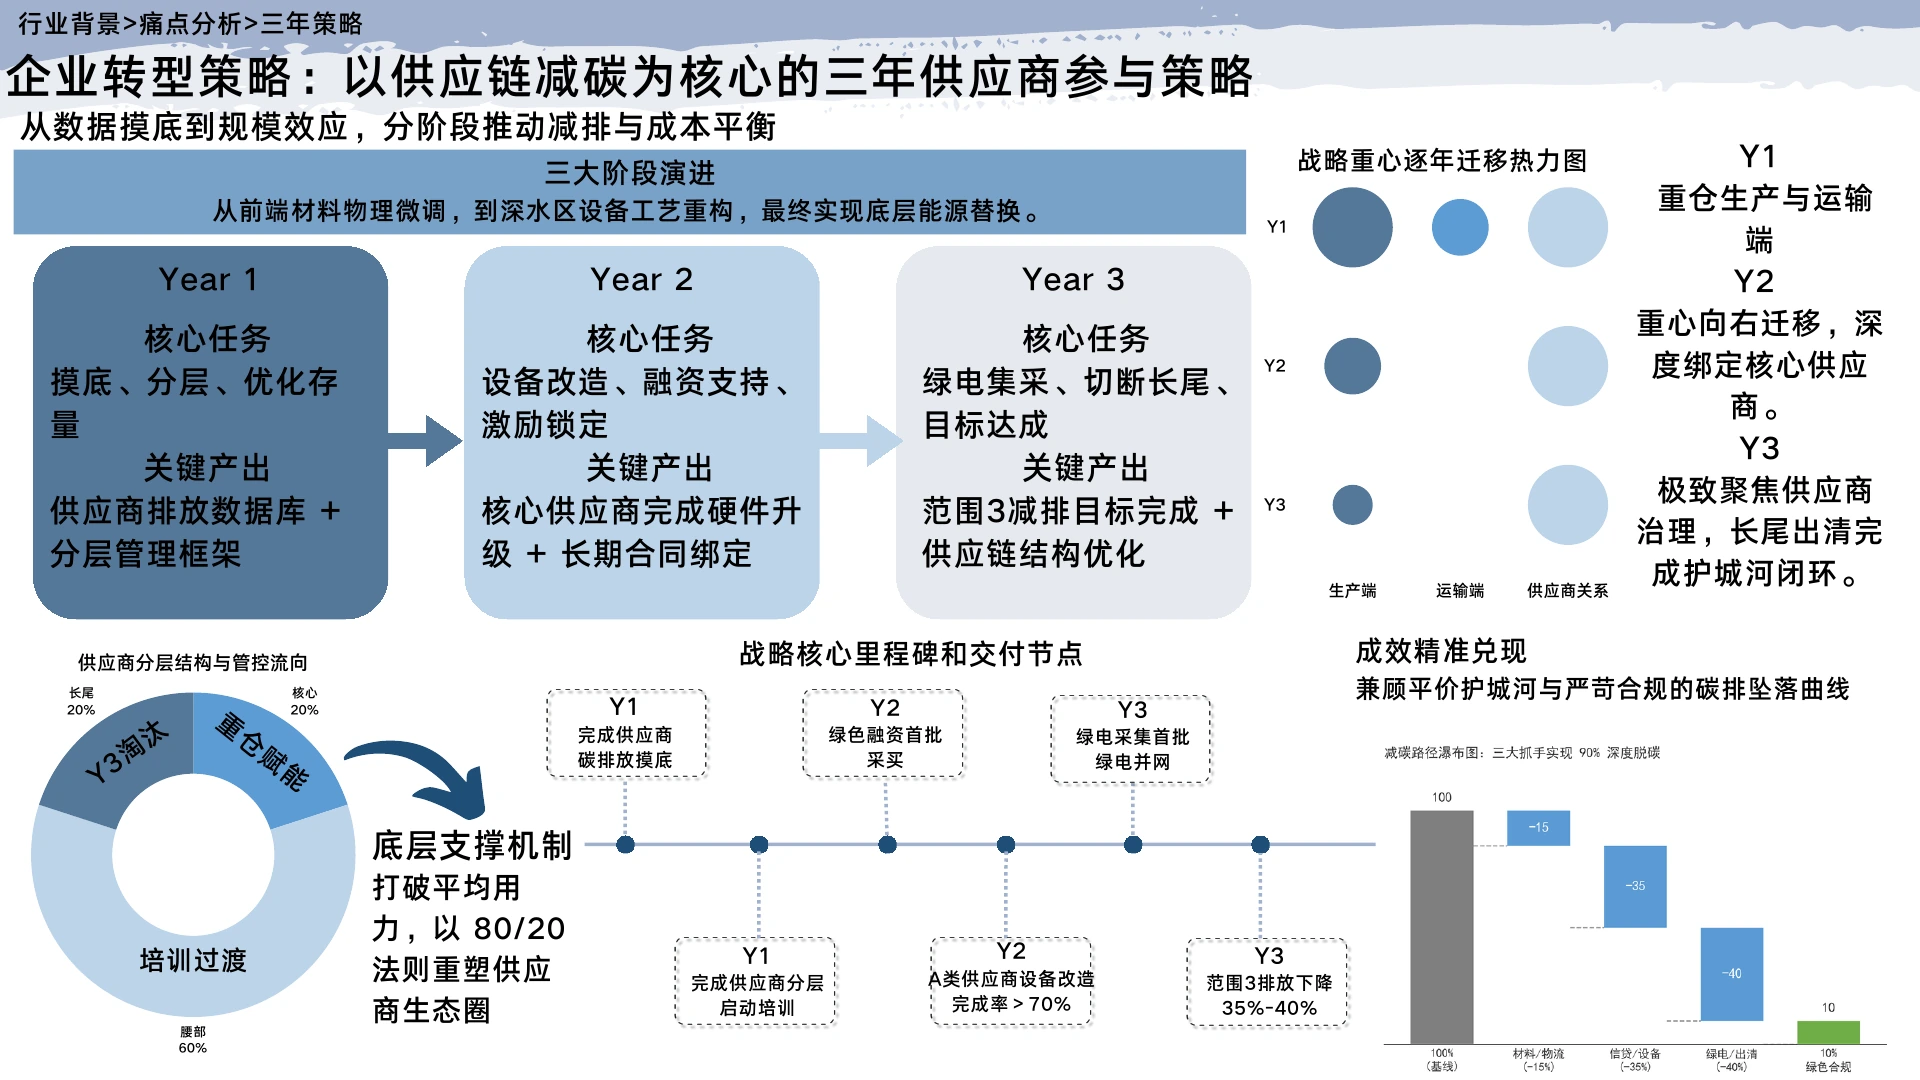 行业背景>痛点分析>三年策略
企业转型策略：以供应链减碳为核心的三年供应商参与策略
从数据摸底到规模效应，分阶段推动减排与成本平衡
三大阶段演进
从前端材料物理微调，到深水区设备工艺重构，最终实现底层能源替换。
Year 1
核心任务
摸底、分层、优化存
量
关键产出
供应商排放数据库 +
分层管理框架
Year 2
核心任务
设备改造、融资支持、
激励锁定
关键产出
核心供应商完成硬件升
级 + 长期合同绑定
Year 3
核心任务
绿电集采、切断长尾、
目标达成
关键产出
范围3减排目标完成 +
供应链结构优化
战略重心逐年迁移热力图
Y1
Y2
Y3
生产端
运输端
供应商关系
Y1
重仓生产与运输
端
Y2
重心向右迁移，深
度绑定核心供应
商。
Y3
极致聚焦供应商
治理，长尾出清完
成护城河闭环。
供应商分层结构与管控流向
长尾
20%
核心
20%
Y3淘汰
重仓赋能
培训过渡
腰部
60%
底层支撑机制
打破平均用
力，以 80/20
法则重塑供应
商生态圈
战略核心里程碑和交付节点
Y1
完成供应商
碳排放摸底
Y2
绿色融资首批
采买
Y3
绿电采集首批
绿电并网
Y1
完成供应商分层
启动培训
Y2
A类供应商设备改造
完成率＞70%
Y3
范围3排放下降
35%-40%
成效精准兑现
兼顾平价护城河与严苛合规的碳排坠落曲线
减碳路径瀑布图：三大抓手实现 90% 深度脱碳
100
-15
-35
-40
10
100%
(基线)
材料/物流
(-15%)
信贷/设备
(-35%)
绿电/出清
(-40%)
10%
绿色合规